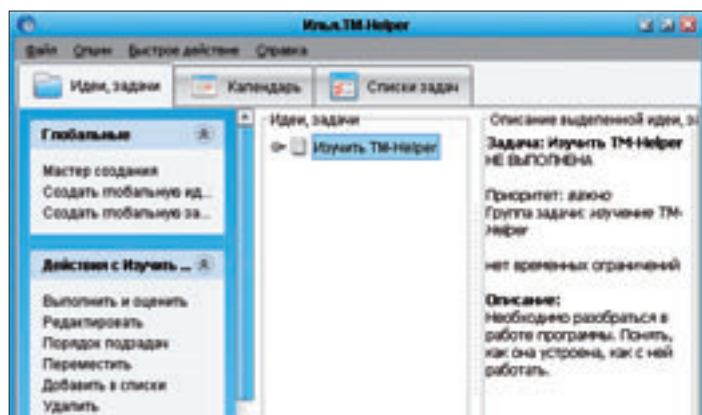 Илья.TM-Helper
Файл Опции Быстрое действие Справка
Идеи, задачи Календарь Списки задач
Глобальные
Мастер создания
Создать глобальную ид...
Создать глобальную за...
Действия с Изучить ...
Выполнить и оценить
Редактировать
Порядок подзадач
Переместить
Добавить в списки
Удалить
Идеи, задачи
Изучить TM-Helper
Описание выделенной идеи, з
Задача: Изучить TM-Helper
НЕ ВЫПОЛНЕНА
Приоритет: важно
Группа задачи: изучение TM-
Helper
нет временных ограничений
Описание:
Необходимо разобраться в
работе программы. Понять,
как она устроена, как с ней
работать.